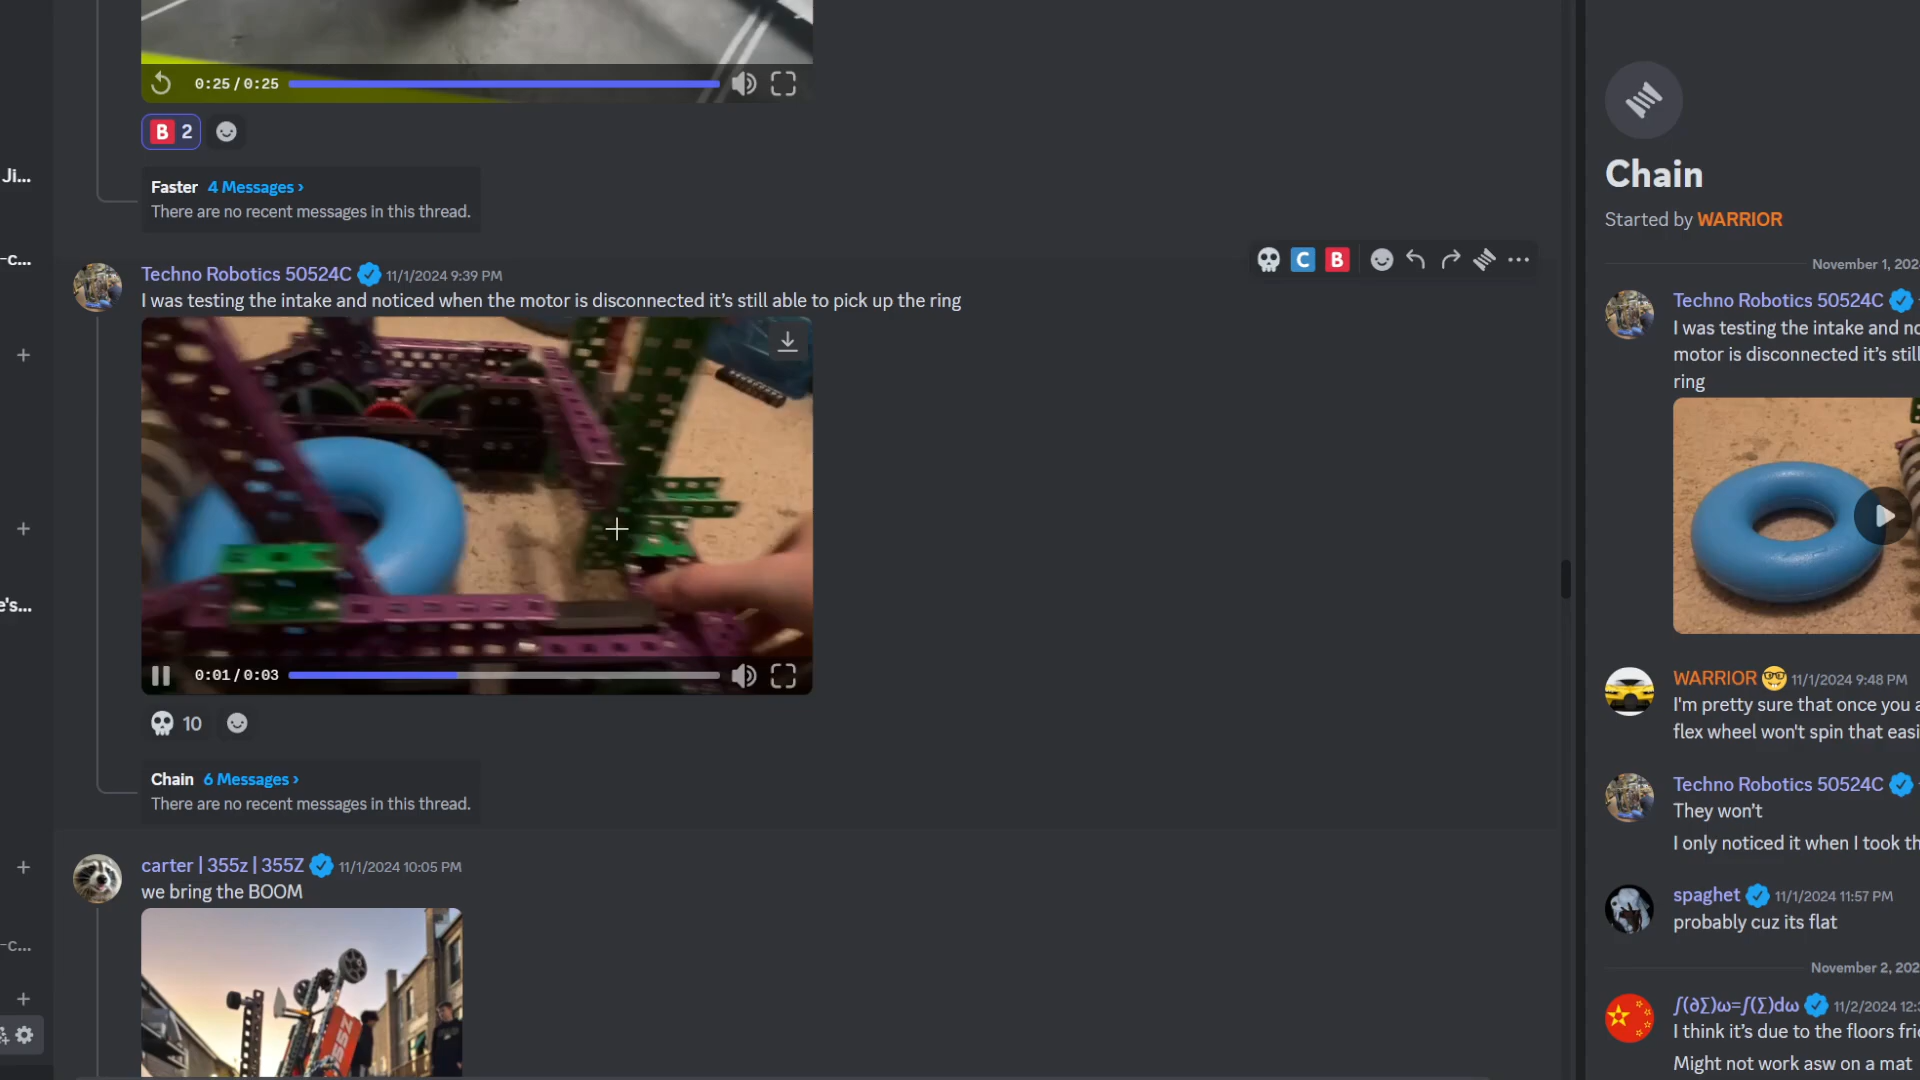 0:25 / 0:25
B 2
Faster 4 Messages ›
There are no recent messages in this thread.
Ji...
-c...
Techno Robotics 50524C 11/1/2024 9:39 PM
C B
I was testing the intake and noticed when the motor is disconnected it's still able to pick up the ring
0:01 / 0:03
10
Chain 6 Messages ›
There are no recent messages in this thread.
e's...
carter | 355z | 355Z 11/1/2024 10:05 PM
we bring the BOOM
355Z
-c...
Chain
Started by WARRIOR
November 1, 202
Techno Robotics 50524C
I was testing the intake and no
motor is disconnected it's still
ring
WARRIOR 11/1/2024 9:48 PM
I'm pretty sure that once you a
flex wheel won't spin that easi
Techno Robotics 50524C
They won't
I only noticed it when I took th
spaghet 11/1/2024 11:57 PM
probably cuz its flat
November 2, 202
∫(∂∑)ω=∫(∑)dω 11/2/2024 12:
I think it's due to the floors fric
Might not work asw on a mat